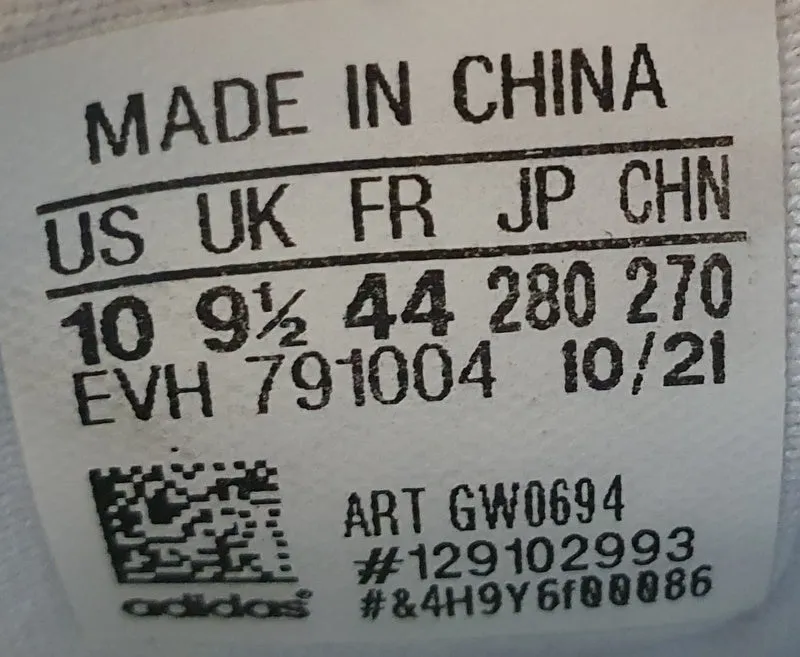 MADE IN CHINA
US UK FR JP CHN
10 9½ 44 280 270
EVH 791004 10/21
ART GW0694
#129102993
#&4H9Y6f00086
adidas®